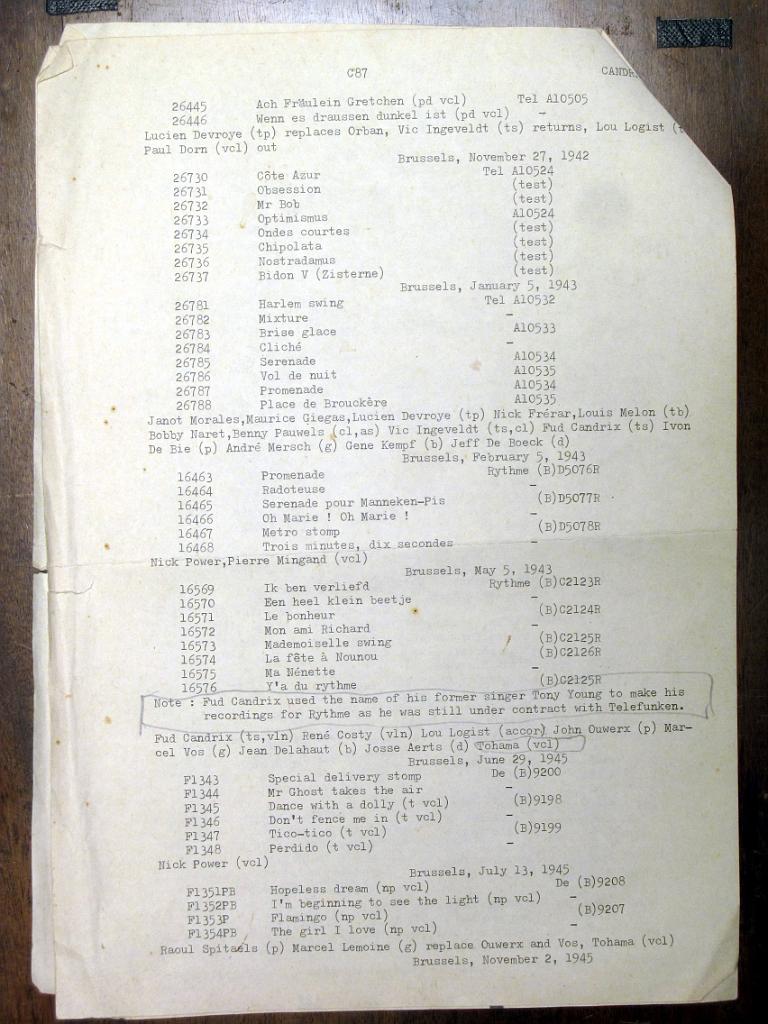 C87 CANDR
26445 Ach Fräulein Gretchen (pd vcl) Tel A10505
26446 Wenn es draussen dunkel ist (pd vcl) -
Lucien Devroye (tp) replaces Orban, Vic Ingeveldt (ts) returns, Lou Logist (t
Paul Dorn (vcl) out
Brussels, November 27, 1942
26730 Côte Azur Tel A10524
26731 Obsession (test)
26732 Mr Bob (test)
26733 Optimismus A10524
26734 Ondes courtes (test)
26735 Chipolata (test)
26736 Nostradamus (test)
26737 Bidon V (Zisterne) (test)
Brussels, January 5, 1943
26781 Harlem swing Tel A10532
26782 Mixture -
26783 Brise glace A10533
26784 Cliché -
26785 Serenade A10534
26786 Vol de nuit A10535
26787 Promenade A10534
26788 Place de Brouckère A10535
Janot Morales,Maurice Giegas,Lucien Devroye (tp) Nick Frérar,Louis Melon (tb)
Bobby Naret,Benny Pauwels (cl,as) Vic Ingeveldt (ts,cl) Fud Candrix (ts) Ivon
De Bie (p) André Mersch (g) Gene Kempf (b) Jeff De Boeck (d)
Brussels, February 5, 1943
16463 Promenade Rythme (B)D5076R
16464 Radoteuse -
16465 Serenade pour Manneken-Pis (B)D5077R
16466 Oh Marie ! Oh Marie ! -
16467 Metro stomp (B)D5078R
16468 Trois minutes, dix secondes -
Nick Power,Pierre Mingand (vcl)
Brussels, May 5, 1943
16569 Ik ben verliefd Rythme (B)C2123R
16570 Een heel klein beetje -
16571 Le bonheur (B)C2124R
16572 Mon ami Richard -
16573 Mademoiselle swing (B)C2125R
16574 La fête à Nounou (B)C2126R
16575 Ma Nénette -
16576 Y'a du rythme (B)C2125R
Note : Fud Candrix used the name of his former singer Tony Young to make his
recordings for Rythme as he was still under contract with Telefunken.
Fud Candrix (ts,vln) René Costy (vln) Lou Logist (accor) John Ouwerx (p) Mar-
cel Vos (g) Jean Delahaut (b) Josse Aerts (d) Tohama (vcl)
Brussels, June 29, 1945
F1343 Special delivery stomp De (B)9200
F1344 Mr Ghost takes the air -
F1345 Dance with a dolly (t vcl) (B)9198
F1346 Don't fence me in (t vcl) -
F1347 Tico-tico (t vcl) (B)9199
F1348 Perdido (t vcl) -
Nick Power (vcl)
Brussels, July 13, 1945
F1351PB Hopeless dream (np vcl) De (B)9208
F1352PB I'm beginning to see the light (np vcl) -
F1353P Flamingo (np vcl) (B)9207
F1354PB The girl I love (np vcl) -
Raoul Spitaels (p) Marcel Lemoine (g) replace Ouwerx and Vos, Tohama (vcl)
Brussels, November 2, 1945